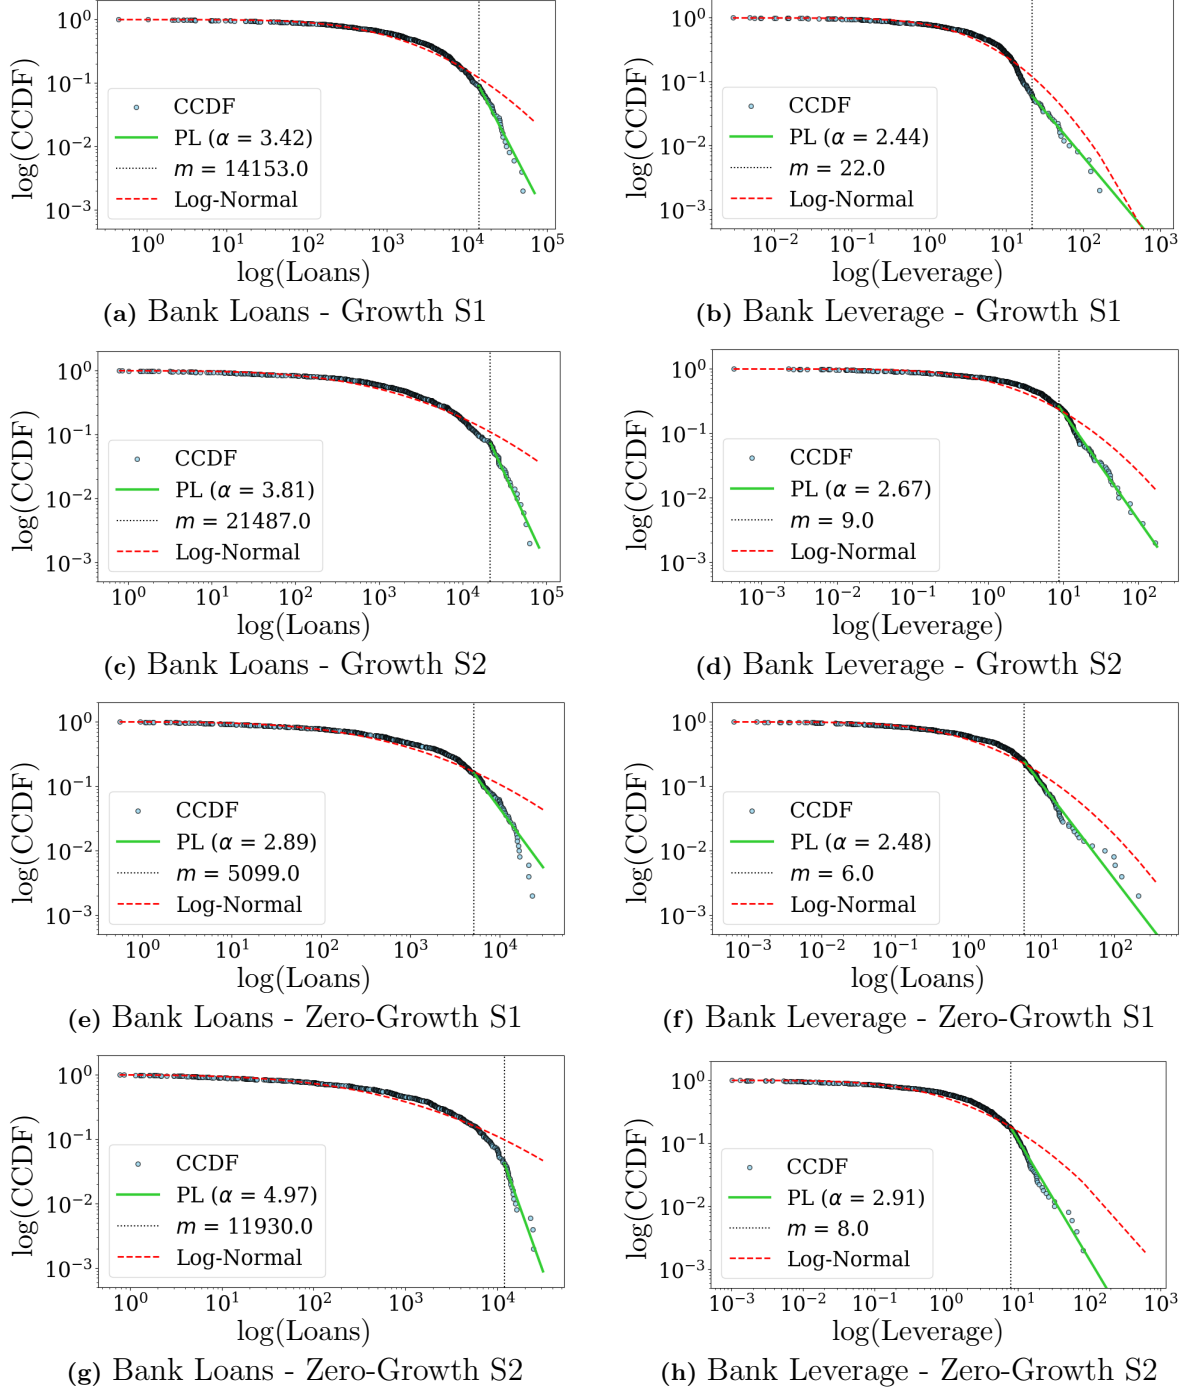 log(CCDF)
10^0
10^-1
10^-2
10^-3
CCDF
PL (α = 3.42)
m = 14153.0
Log-Normal
10^0 10^1 10^2 10^3 10^4 10^5
log(Loans)
(a) Bank Loans - Growth S1
log(CCDF)
10^0
10^-1
10^-2
10^-3
CCDF
PL (α = 2.44)
m = 22.0
Log-Normal
10^-2 10^-1 10^0 10^1 10^2 10^3
log(Leverage)
(b) Bank Leverage - Growth S1
log(CCDF)
10^0
10^-1
10^-2
10^-3
CCDF
PL (α = 3.81)
m = 21487.0
Log-Normal
10^0 10^1 10^2 10^3 10^4 10^5
log(Loans)
(c) Bank Loans - Growth S2
log(CCDF)
10^0
10^-1
10^-2
10^-3
CCDF
PL (α = 2.67)
m = 9.0
Log-Normal
10^-3 10^-2 10^-1 10^0 10^1 10^2
log(Leverage)
(d) Bank Leverage - Growth S2
log(CCDF)
10^0
10^-1
10^-2
10^-3
CCDF
PL (α = 2.89)
m = 5099.0
Log-Normal
10^0 10^1 10^2 10^3 10^4
log(Loans)
(e) Bank Loans - Zero-Growth S1
log(CCDF)
10^0
10^-1
10^-2
10^-3
CCDF
PL (α = 2.48)
m = 6.0
Log-Normal
10^-3 10^-2 10^-1 10^0 10^1 10^2
log(Loans)
(f) Bank Leverage - Zero-Growth S1
log(CCDF)
10^0
10^-1
10^-2
10^-3
CCDF
PL (α = 4.97)
m = 11930.0
Log-Normal
10^0 10^1 10^2 10^3 10^4
log(Loans)
(g) Bank Loans - Zero-Growth S2
log(CCDF)
10^0
10^-1
10^-2
10^-3
CCDF
PL (α = 2.91)
m = 8.0
Log-Normal
10^-3 10^-2 10^-1 10^0 10^1 10^2 10^3
log(Leverage)
(h) Bank Leverage - Zero-Growth S2